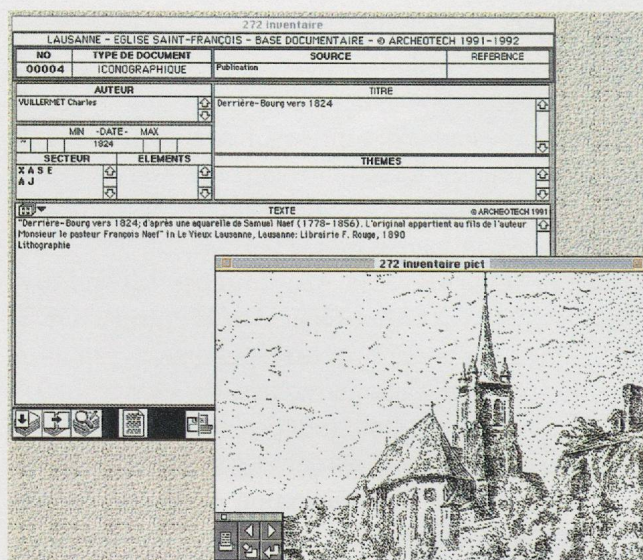 272 inventaire
LAUSANNE - EGLISE SAINT-FRANÇOIS - BASE DOCUMENTAIRE - © ARCHEOTECH 1991-1992
NO TYPE DE DOCUMENT SOURCE REFERENCE
00004 ICONOGRAPHIQUE Publication
AUTEUR TITRE
VUILLERMET Charles Derrière-Bourg vers 1824
MIN -DATE- MAX
~ 1824
SECTEUR ELEMENTS THEMES
X A S E
A J
TEXTE © ARCHEOTECH 1991
"Derrière-Bourg vers 1824; d'après une aquarelle de Samuel Naef (1778-1856). L'original appartient au fils de l'auteur
Monsieur le pasteur François Naef" in Le Vieux Lausanne, Lausanne: Librairie F. Rouge, 1890
Lithographie
272 inventaire pict